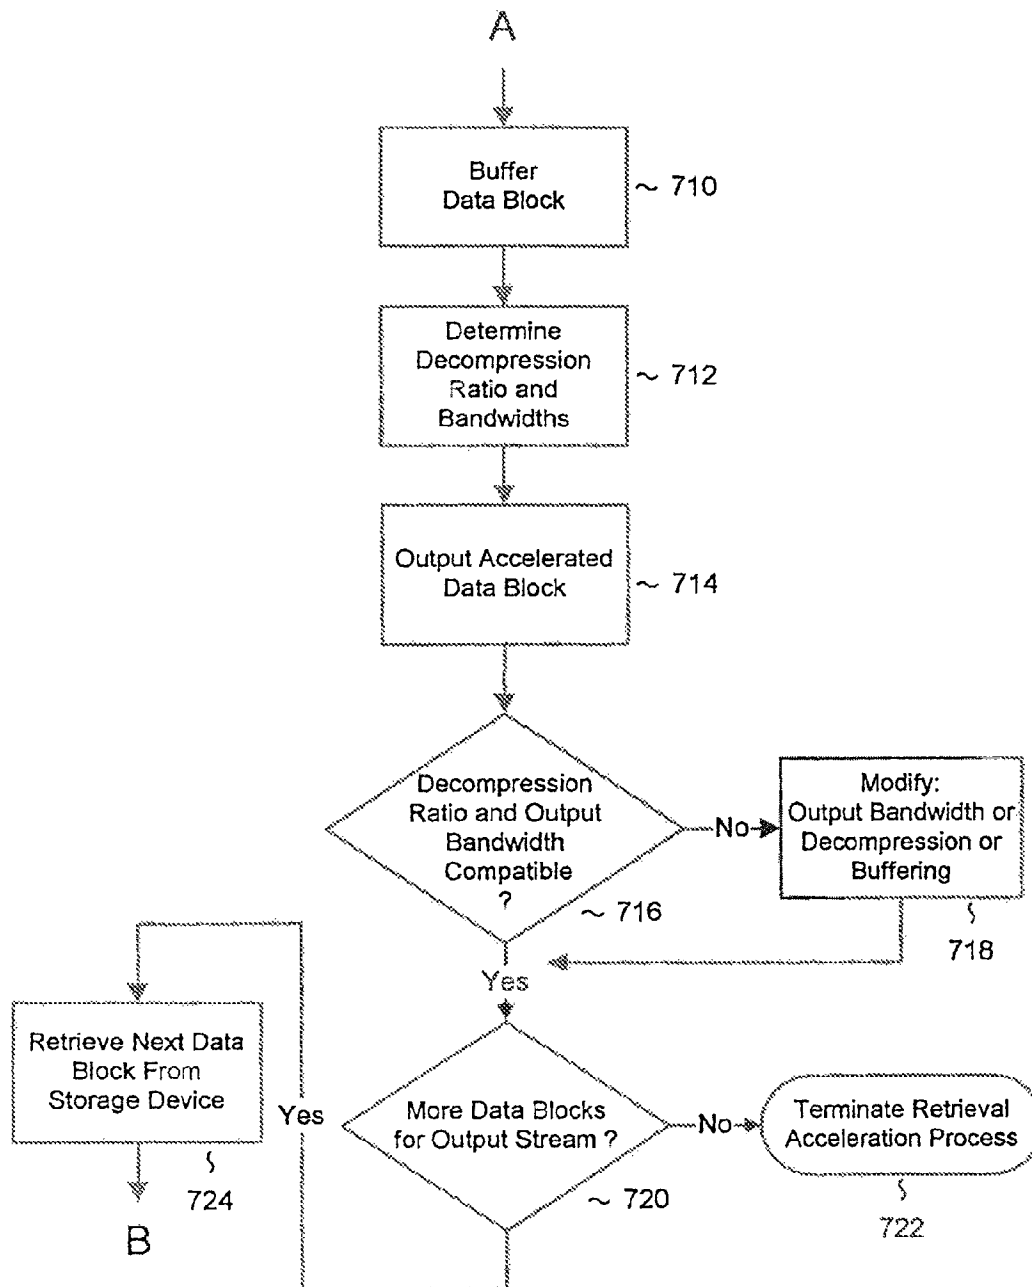 A
Buffer
Data Block
~ 710
Determine
Decompression
Ratio and
Bandwidths
~ 712
Output Accelerated
Data Block
~ 714
Decompression
Ratio and Output
Bandwidth
Compatible
?
~ 716
No
Modify:
Output Bandwidth or
Decompression or
Buffering
~ 718
Yes
Retrieve Next Data
Block From
Storage Device
~ 724
B
Yes
More Data Blocks
for Output Stream ?
~ 720
No
Terminate Retrieval
Acceleration Process
~ 722